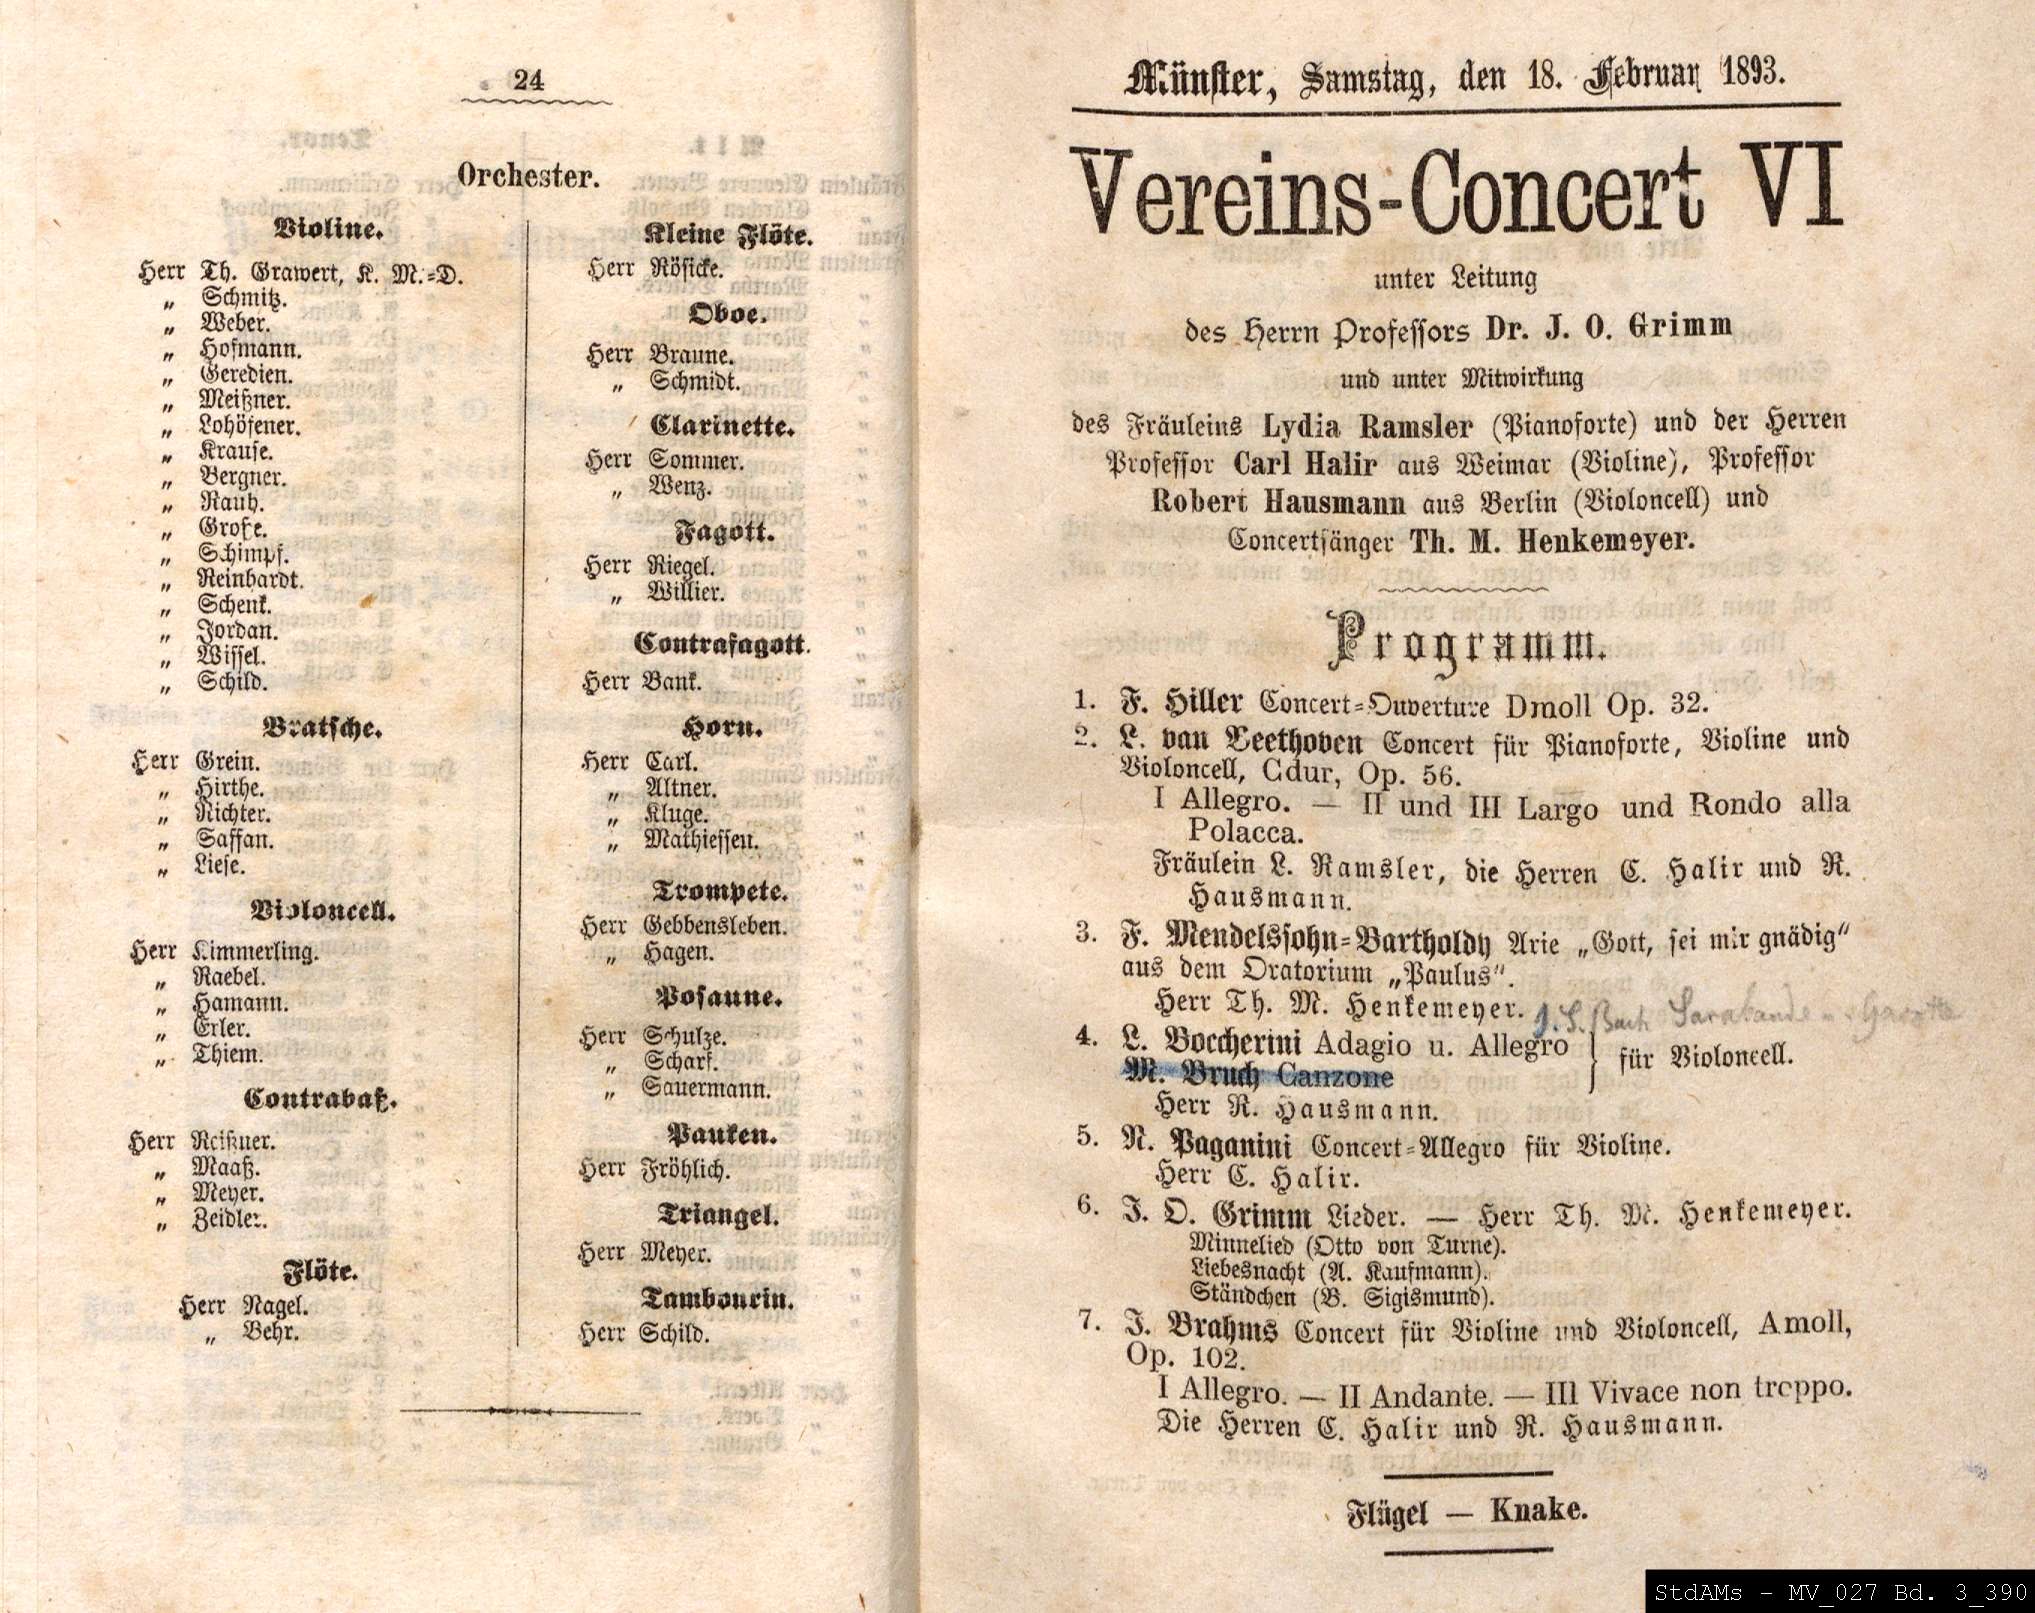 24
Orchester.
Violine.
Herr Th. Grawert, K. M.=D.
„ Schmitz.
„ Weber.
„ Hofmann.
„ Geredien.
„ Meißner.
„ Lohöfener.
„ Krause.
„ Bergner.
„ Rauh.
„ Große.
„ Schimpf.
„ Reinhardt.
„ Schenk.
„ Jordan.
„ Wissel.
„ Schild.
Bratsche.
Herr Grein.
„ Hirthe.
„ Richter.
„ Saffan.
„ Liese.
Violoncell.
Herr Kimmerling.
„ Raebel.
„ Hamann.
„ Erler.
„ Thiem.
Contrabaß.
Herr Reißner.
„ Maaß.
„ Meyer.
„ Zeidler.
Flöte.
Herr Nagel.
„ Behr.
Kleine Flöte.
Herr Rösicke.
Oboe.
Herr Braune.
„ Schmidt.
Clarinette.
Herr Sommer.
„ Wenz.
Fagott.
Herr Riegel.
„ Willier.
Contrafagott.
Herr Bank.
Horn.
Herr Carl.
„ Altner.
„ Kluge.
„ Mathiessen.
Trompete.
Herr Gebbensleben.
„ Hagen.
Posaune.
Herr Schulze.
„ Scharf.
„ Sauermann.
Pauken.
Herr Fröhlich.
Triangel.
Herr Meyer.
Tambourin.
Herr Schild.
Münster, Samstag, den 18. Februar 1893.
Vereins-Concert VI
unter Leitung
des Herrn Professors Dr. J. O. Grimm
und unter Mitwirkung
des Fräuleins Lydia Ramsler (Pianoforte) und der Herren
Professor Carl Halir aus Weimar (Violine), Professor
Robert Hausmann aus Berlin (Violoncell) und
Concertsänger Th. M. Henkemeyer.
Programm.
1. F. Hiller Concert=Ouverture Dmoll Op. 32.
2. L. van Beethoven Concert für Pianoforte, Violine und
Violoncell, Cdur, Op. 56.
I Allegro. — II und III Largo und Rondo alla
Polacca.
Fräulein L. Ramsler, die Herren C. Halir und R.
Hausmann.
3. F. Mendelssohn=Bartholdy Arie „Gott, sei mir gnädig"
aus dem Oratorium „Paulus".
Herr Th. M. Henkemeyer.
J. S. Bach Sarabande u. Gavotte
4. L. Boccherini Adagio u. Allegro } für Violoncell.
M. Bruch Canzone
Herr R. Hausmann.
5. N. Paganini Concert=Allegro für Violine.
Herr C. Halir.
6. J. O. Grimm Lieder. — Herr Th. M. Henkemeyer.
Minnelied (Otto von Turne).
Liebesnacht (A. Kaufmann).
Ständchen (B. Sigismund).
7. J. Brahms Concert für Violine und Violoncell, Amoll,
Op. 102.
I Allegro. — II Andante. — III Vivace non troppo.
Die Herren C. Halir und R. Hausmann.
Flügel — Knake.
StdAMs - MV_027 Bd. 3_390